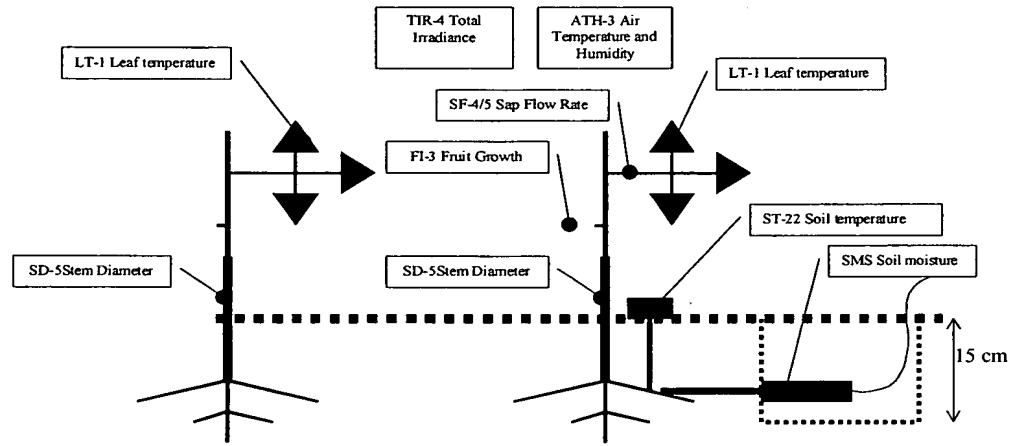 TIR-4 Total
Irradiance
ATH-3 Air
Temperature and
Humidity
LT-1 Leaf temperature
LT-1 Leaf temperature
SF-4/5 Sap Flow Rate
FI-3 Fruit Growth
ST-22 Soil temperature
SD-5Stem Diameter
SD-5Stem Diameter
SMS Soil moisture
15 cm